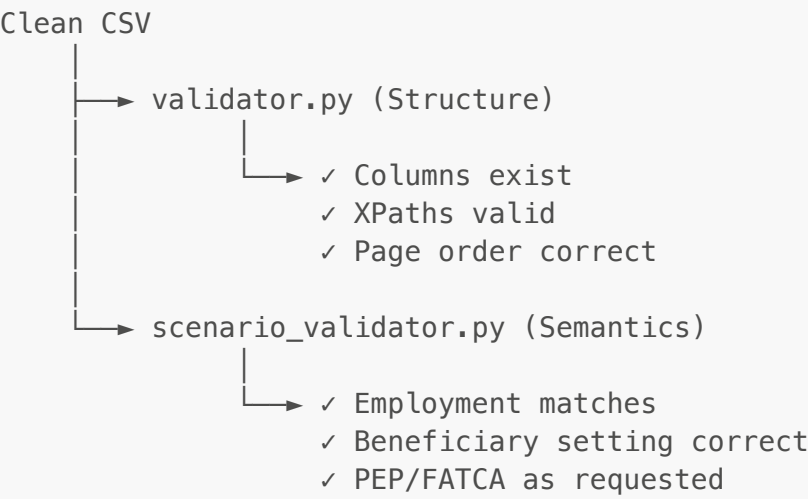 Clean CSV
validator.py (Structure)
✓ Columns exist
✓ XPaths valid
✓ Page order correct
scenario_validator.py (Semantics)
✓ Employment matches
✓ Beneficiary setting correct
✓ PEP/FATCA as requested